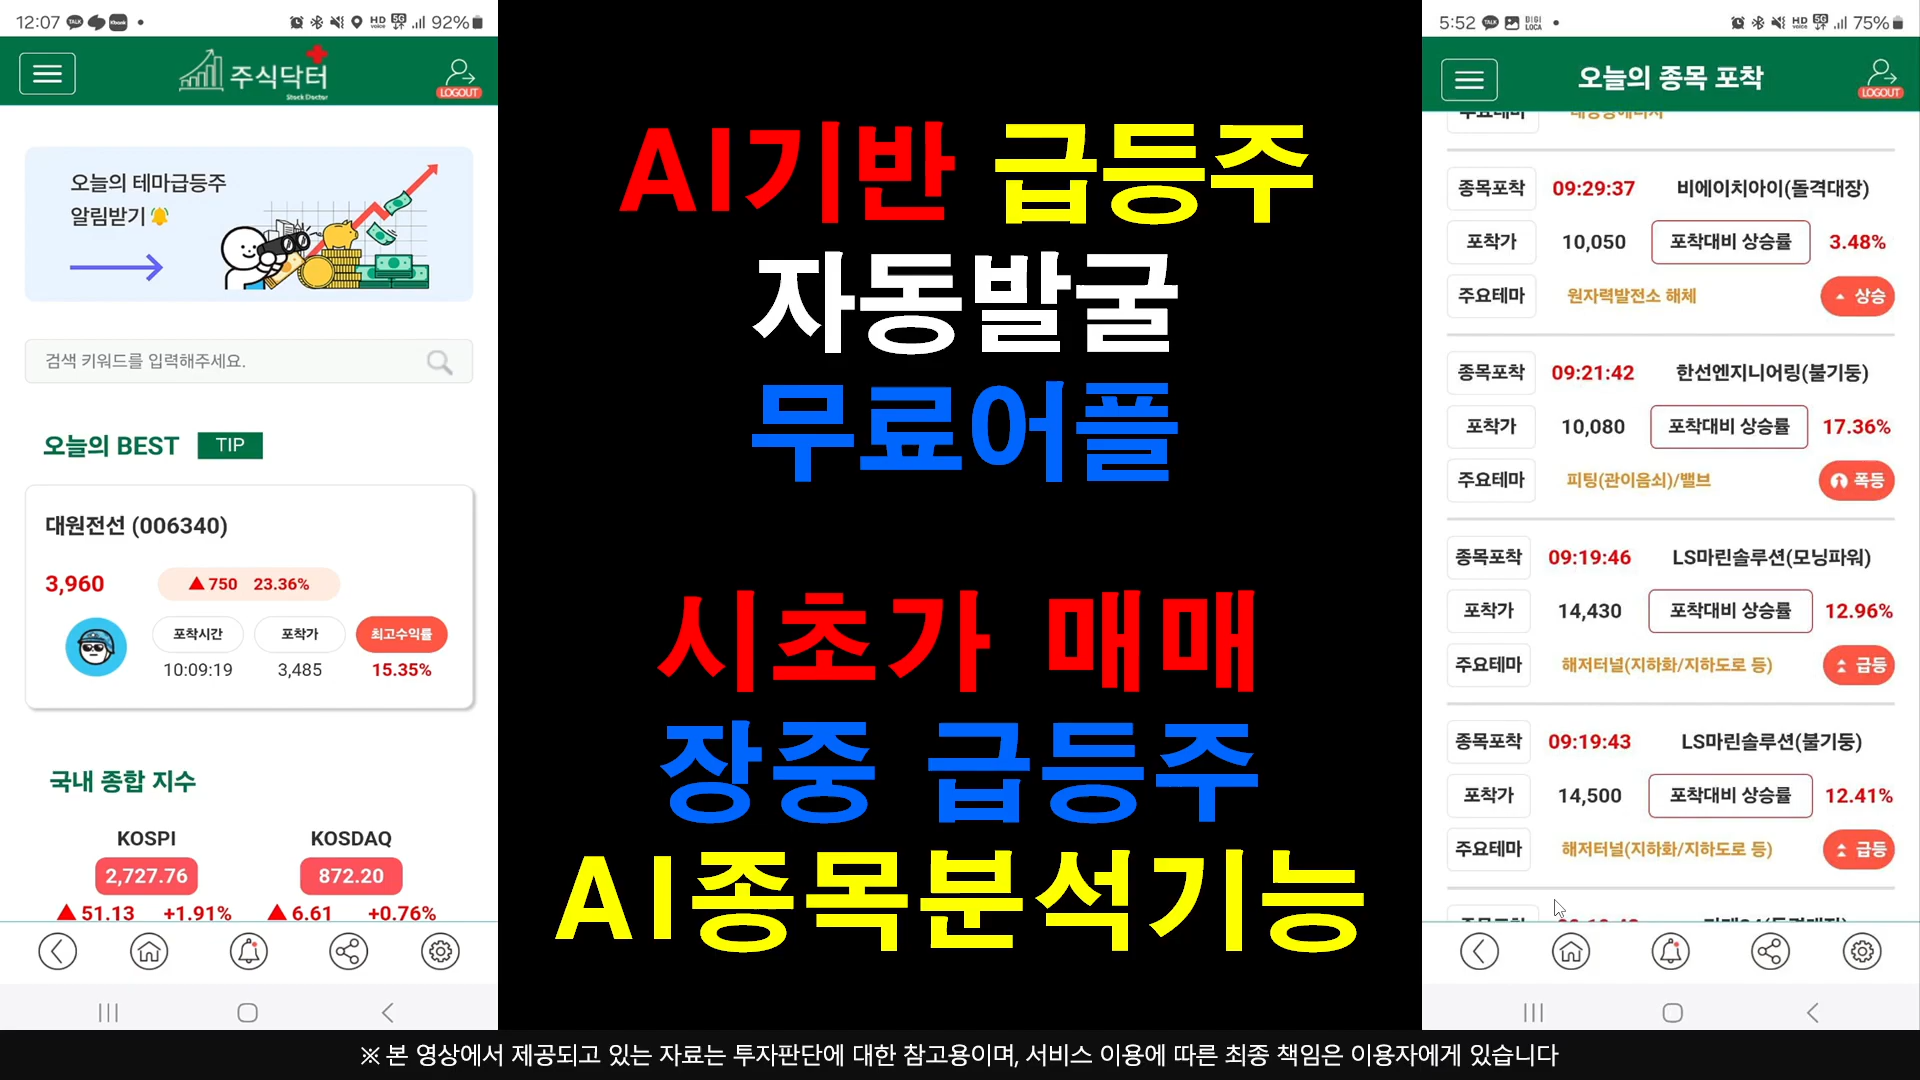 12:07
92%
주식닥터
Stock Doctor
LOGOUT
오늘의 테마급등주
알림받기
검색 키워드를 입력해주세요.
오늘의 BEST TIP
대원전선 (006340)
3,960 ▲ 750 23.36%
포착시간 포착가 최고수익률
10:09:19 3,485 15.35%
국내 종합 지수
KOSPI KOSDAQ
2,727.76 872.20
▲ 51.13 +1.91% ▲ 6.61 +0.76%
AI기반 급등주
자동발굴
무료어플
시초가 매매
장중 급등주
AI종목분석기능
5:52
75%
오늘의 종목 포착
LOGOUT
주요테마 태양광에너지
종목포착 09:29:37 비에이치아이(돌격대장)
포착가 10,050 포착대비 상승률 3.48%
주요테마 원자력발전소 해체 상승
종목포착 09:21:42 한선엔지니어링(불기둥)
포착가 10,080 포착대비 상승률 17.36%
주요테마 피팅(관이음쇠)/밸브 폭등
종목포착 09:19:46 LS마린솔루션(모닝파워)
포착가 14,430 포착대비 상승률 12.96%
주요테마 해저터널(지하화/지하도로 등) 급등
종목포착 09:19:43 LS마린솔루션(불기둥)
포착가 14,500 포착대비 상승률 12.41%
주요테마 해저터널(지하화/지하도로 등) 급등
※ 본 영상에서 제공되고 있는 자료는 투자판단에 대한 참고용이며, 서비스 이용에 따른 최종 책임은 이용자에게 있습니다